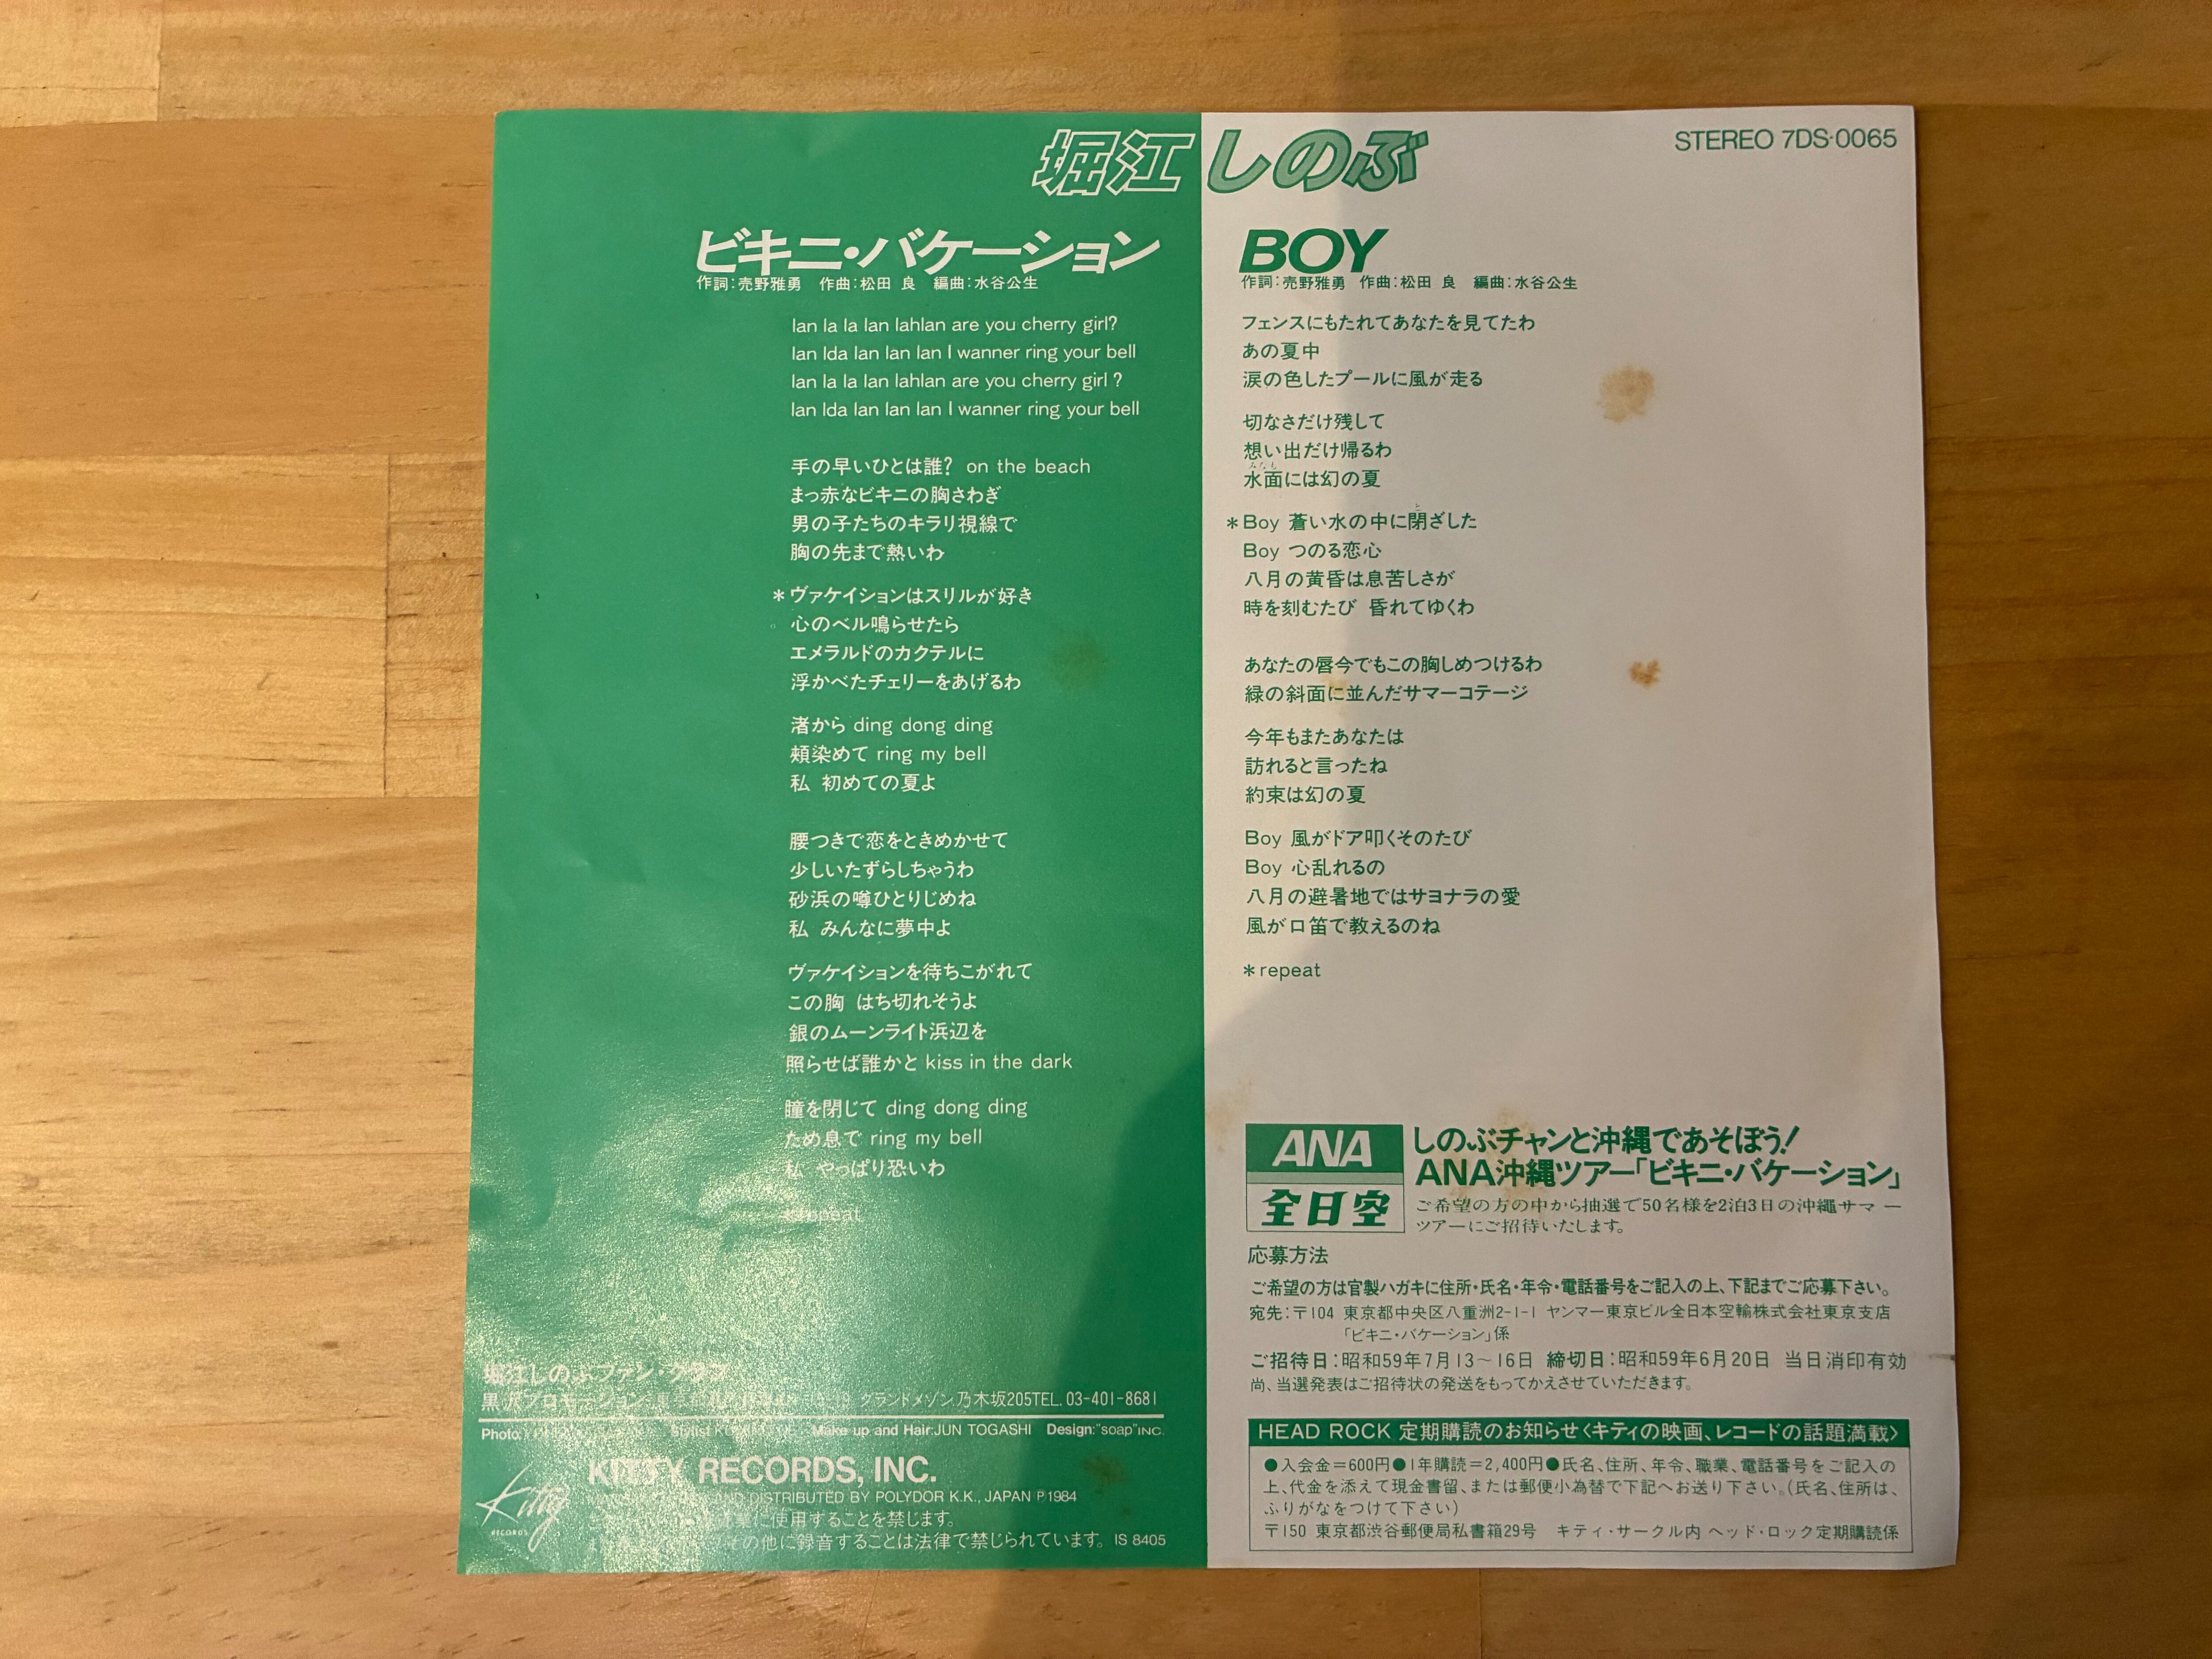 堀江しのぶ
STEREO 7DS·0065
ビキニ・バケーション
作詞:売野雅勇 作曲:松田 良 編曲:水谷公生
lan la la lan lahlan are you cherry girl?
lan lda lan lan lan I wanner ring your bell
lan la la lan lahlan are you cherry girl ?
lan lda lan lan lan I wanner ring your bell
手の早いひとは誰? on the beach
まっ赤なビキニの胸さわぎ
男の子たちのキラリ視線で
胸の先まで熱いわ
*ヴァケイションはスリルが好き
心のベル鳴らせたら
エメラルドのカクテルに
浮かべたチェリーをあげるわ
渚から ding dong ding
頬染めて ring my bell
私 初めての夏よ
腰つきで恋をときめかせて
少しいたずらしちゃうわ
砂浜の噂ひとりじめね
私 みんなに夢中よ
ヴァケイションを待ちこがれて
この胸 はち切れそうよ
銀のムーンライト浜辺を
照らせば誰かと kiss in the dark
瞳を閉じて ding dong ding
ため息で ring my bell
私 やっぱり恐いわ
*repeat
堀江しのぶファン・クラブ
黒沢プロモーション グランドメゾン乃木坂205TEL. 03-401-8681
Photo: Stylist Make up and Hair:JUN TOGASHI Design:"soap"INC.
Kitty RECORDS
KITTY RECORDS, INC.
AND DISTRIBUTED BY POLYDOR K.K., JAPAN Ⓟ1984
に使用することを禁じます。
その他に録音することは法律で禁じられています。 IS 8405
BOY
作詞:売野雅勇 作曲:松田 良 編曲:水谷公生
フェンスにもたれてあなたを見てたわ
あの夏中
涙の色したプールに風が走る
切なさだけ残して
想い出だけ帰るわ
みなも
水面には幻の夏
と
*Boy 蒼い水の中に閉ざした
Boy つのる恋心
八月の黄昏は息苦しさが
時を刻むたび 昏れてゆくわ
あなたの唇今でもこの胸しめつけるわ
緑の斜面に並んだサマーコテージ
今年もまたあなたは
訪れると言ったね
約束は幻の夏
Boy 風がドア叩くそのたび
Boy 心乱れるの
八月の避暑地ではサヨナラの愛
風が口笛で教えるのね
*repeat
ANA
全日空
しのぶチャンと沖縄であそぼう!
ANA沖縄ツアー「ビキニ・バケーション」
ご希望の方の中から抽選で50名様を2泊3日の沖縄サマー
ツアーにご招待いたします。
応募方法
ご希望の方は官製ハガキに住所・氏名・年令・電話番号をご記入の上、下記までご応募下さい。
宛先:〒104 東京都中央区八重洲2-1-1 ヤンマー東京ビル全日本空輸株式会社東京支店
「ビキニ・バケーション」係
ご招待日:昭和59年7月13〜16日 締切日:昭和59年6月20日 当日消印有効
尚、当選発表はご招待状の発送をもってかえさせていただきます。
HEAD ROCK 定期購読のお知らせ〈キティの映画、レコードの話題満載〉
●入会金=600円●1年購読=2,400円●氏名、住所、年令、職業、電話番号をご記入の
上、代金を添えて現金書留、または郵便小為替で下記へお送り下さい。(氏名、住所は、
ふりがなをつけて下さい)
〒150 東京都渋谷郵便局私書箱29号 キティ・サークル内 ヘッド・ロック定期購読係